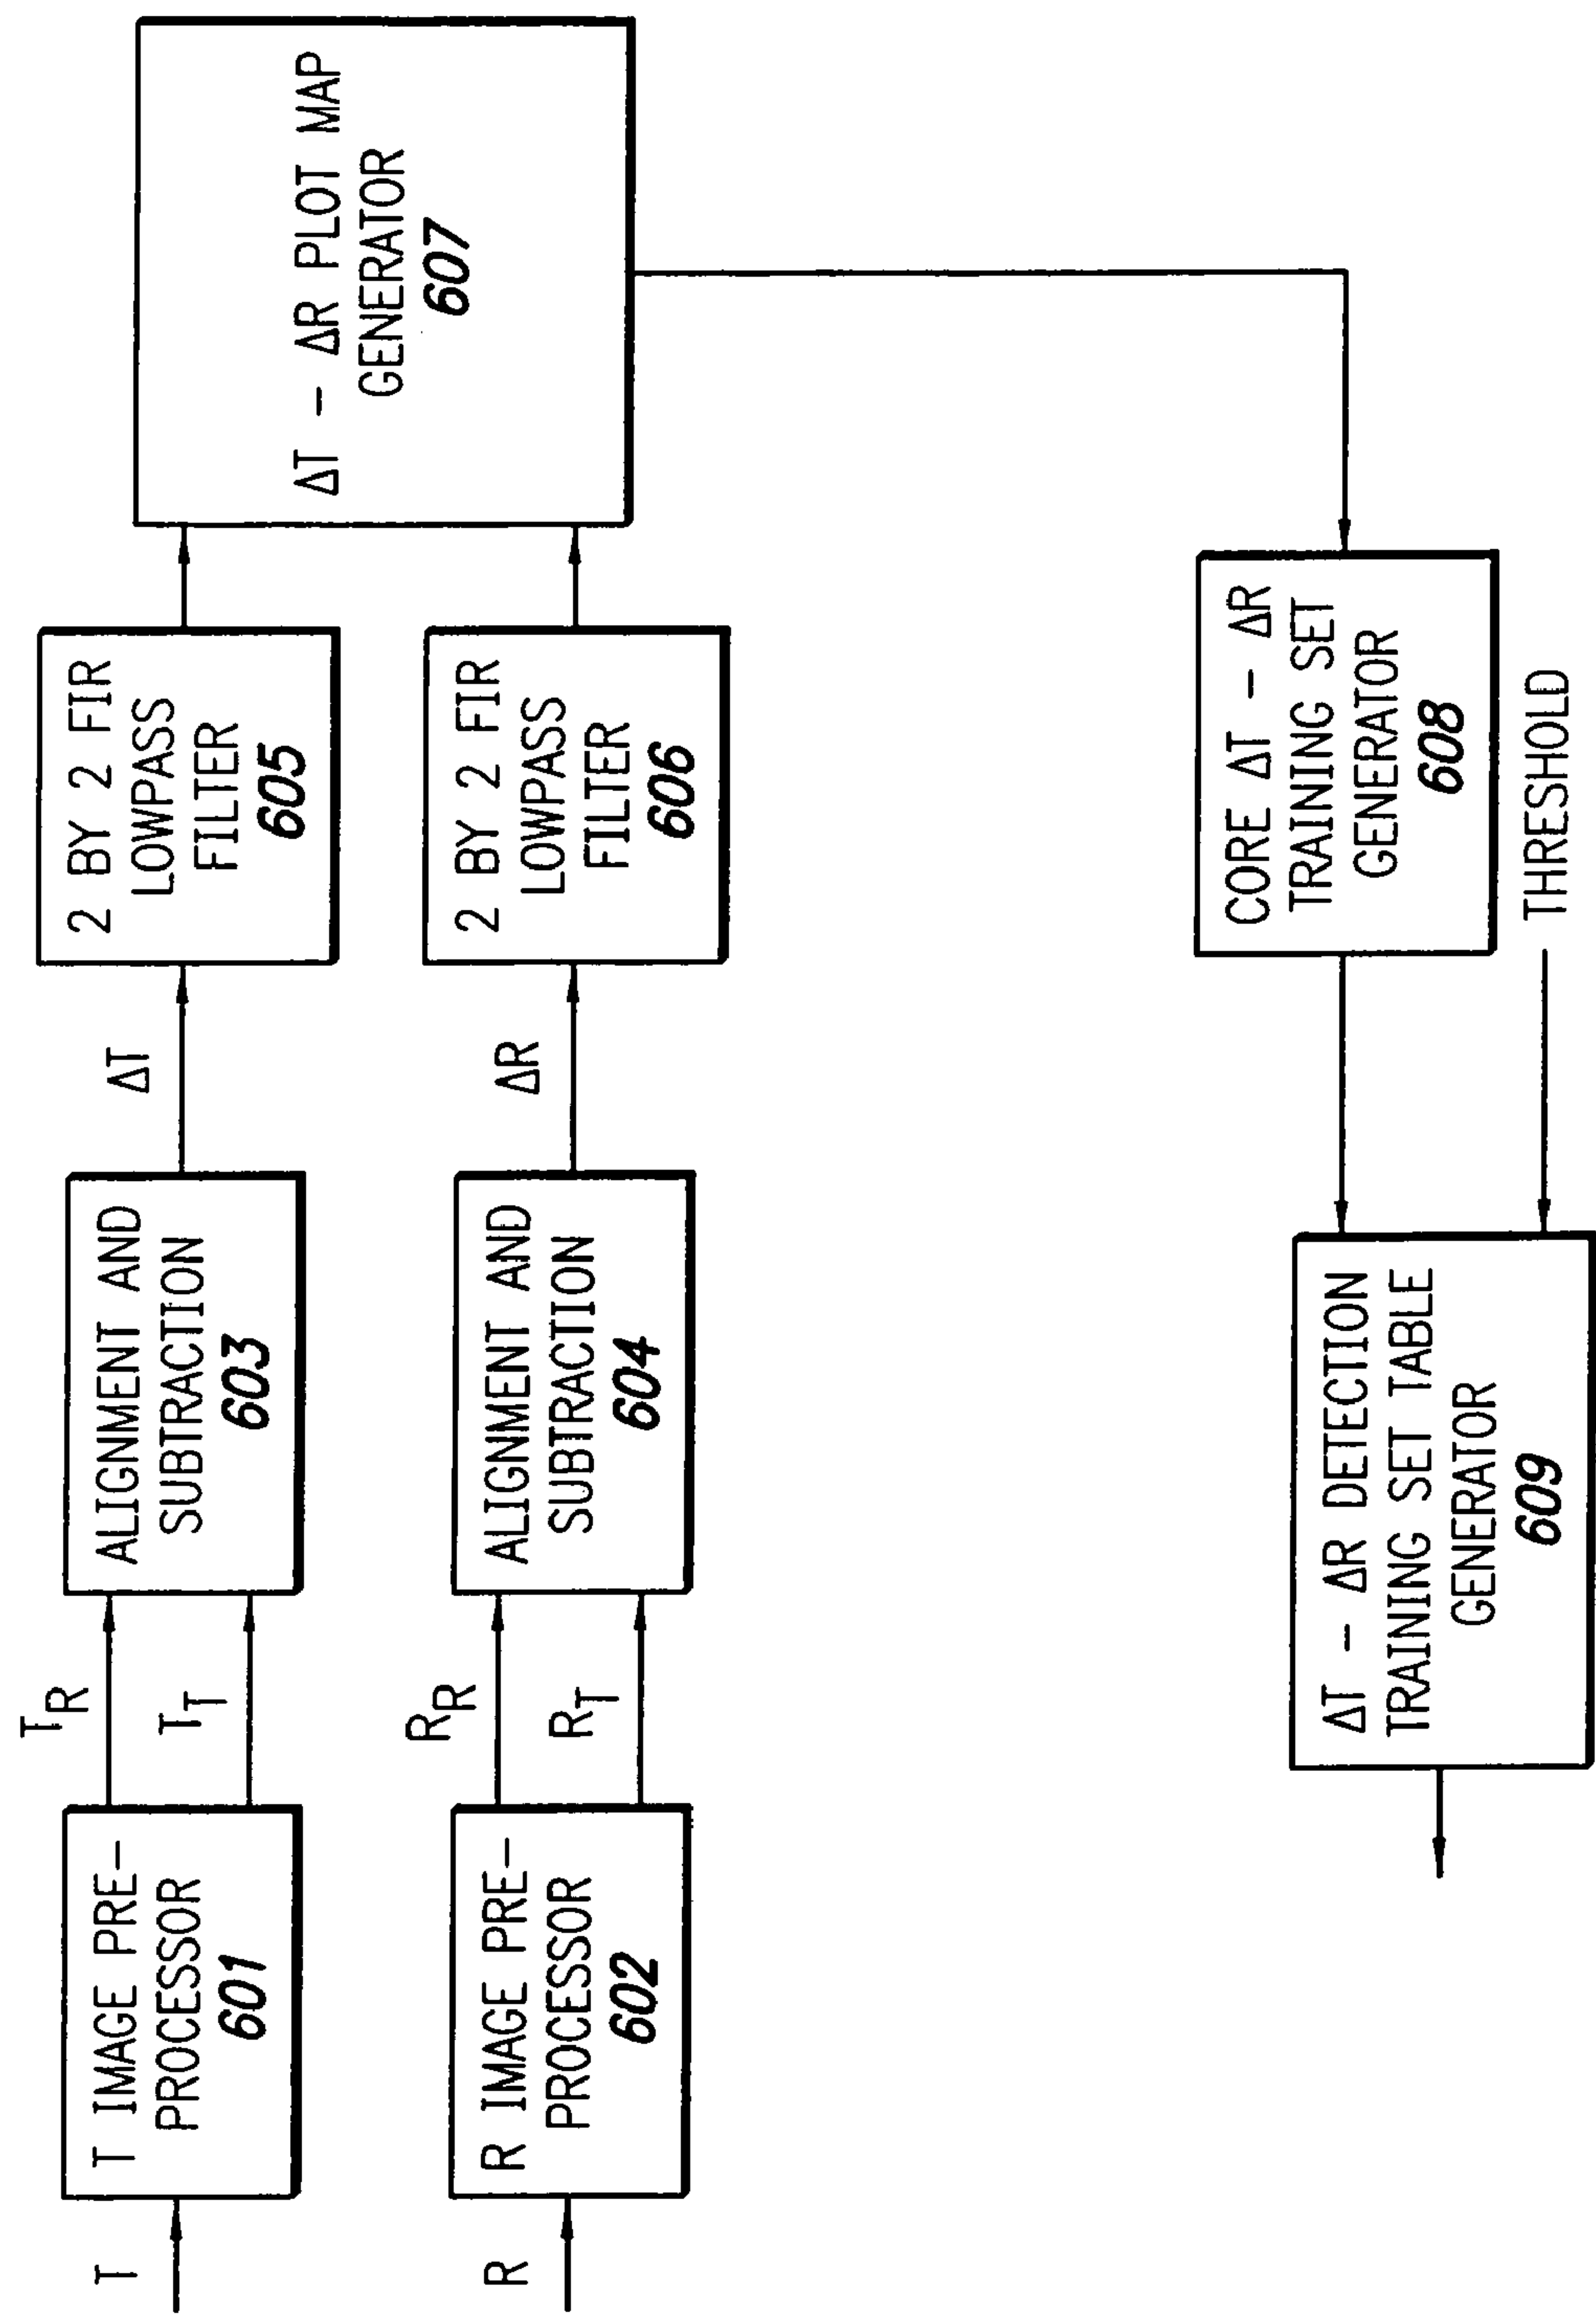 T
T IMAGE PRE-
PROCESSOR
601
T_R
T_T
ALIGNMENT AND
SUBTRACTION
603
ΔT
2 BY 2 FIR
LOWPASS
FILTER
605
R
R IMAGE PRE-
PROCESSOR
602
R_R
R_T
ALIGNMENT AND
SUBTRACTION
604
ΔR
2 BY 2 FIR
LOWPASS
FILTER
606
ΔT - ΔR PLOT MAP
GENERATOR
607
CORE ΔT - ΔR
TRAINING SET
GENERATOR
608
THRESHOLD
ΔT - ΔR DETECTION
TRAINING SET TABLE
GENERATOR
609